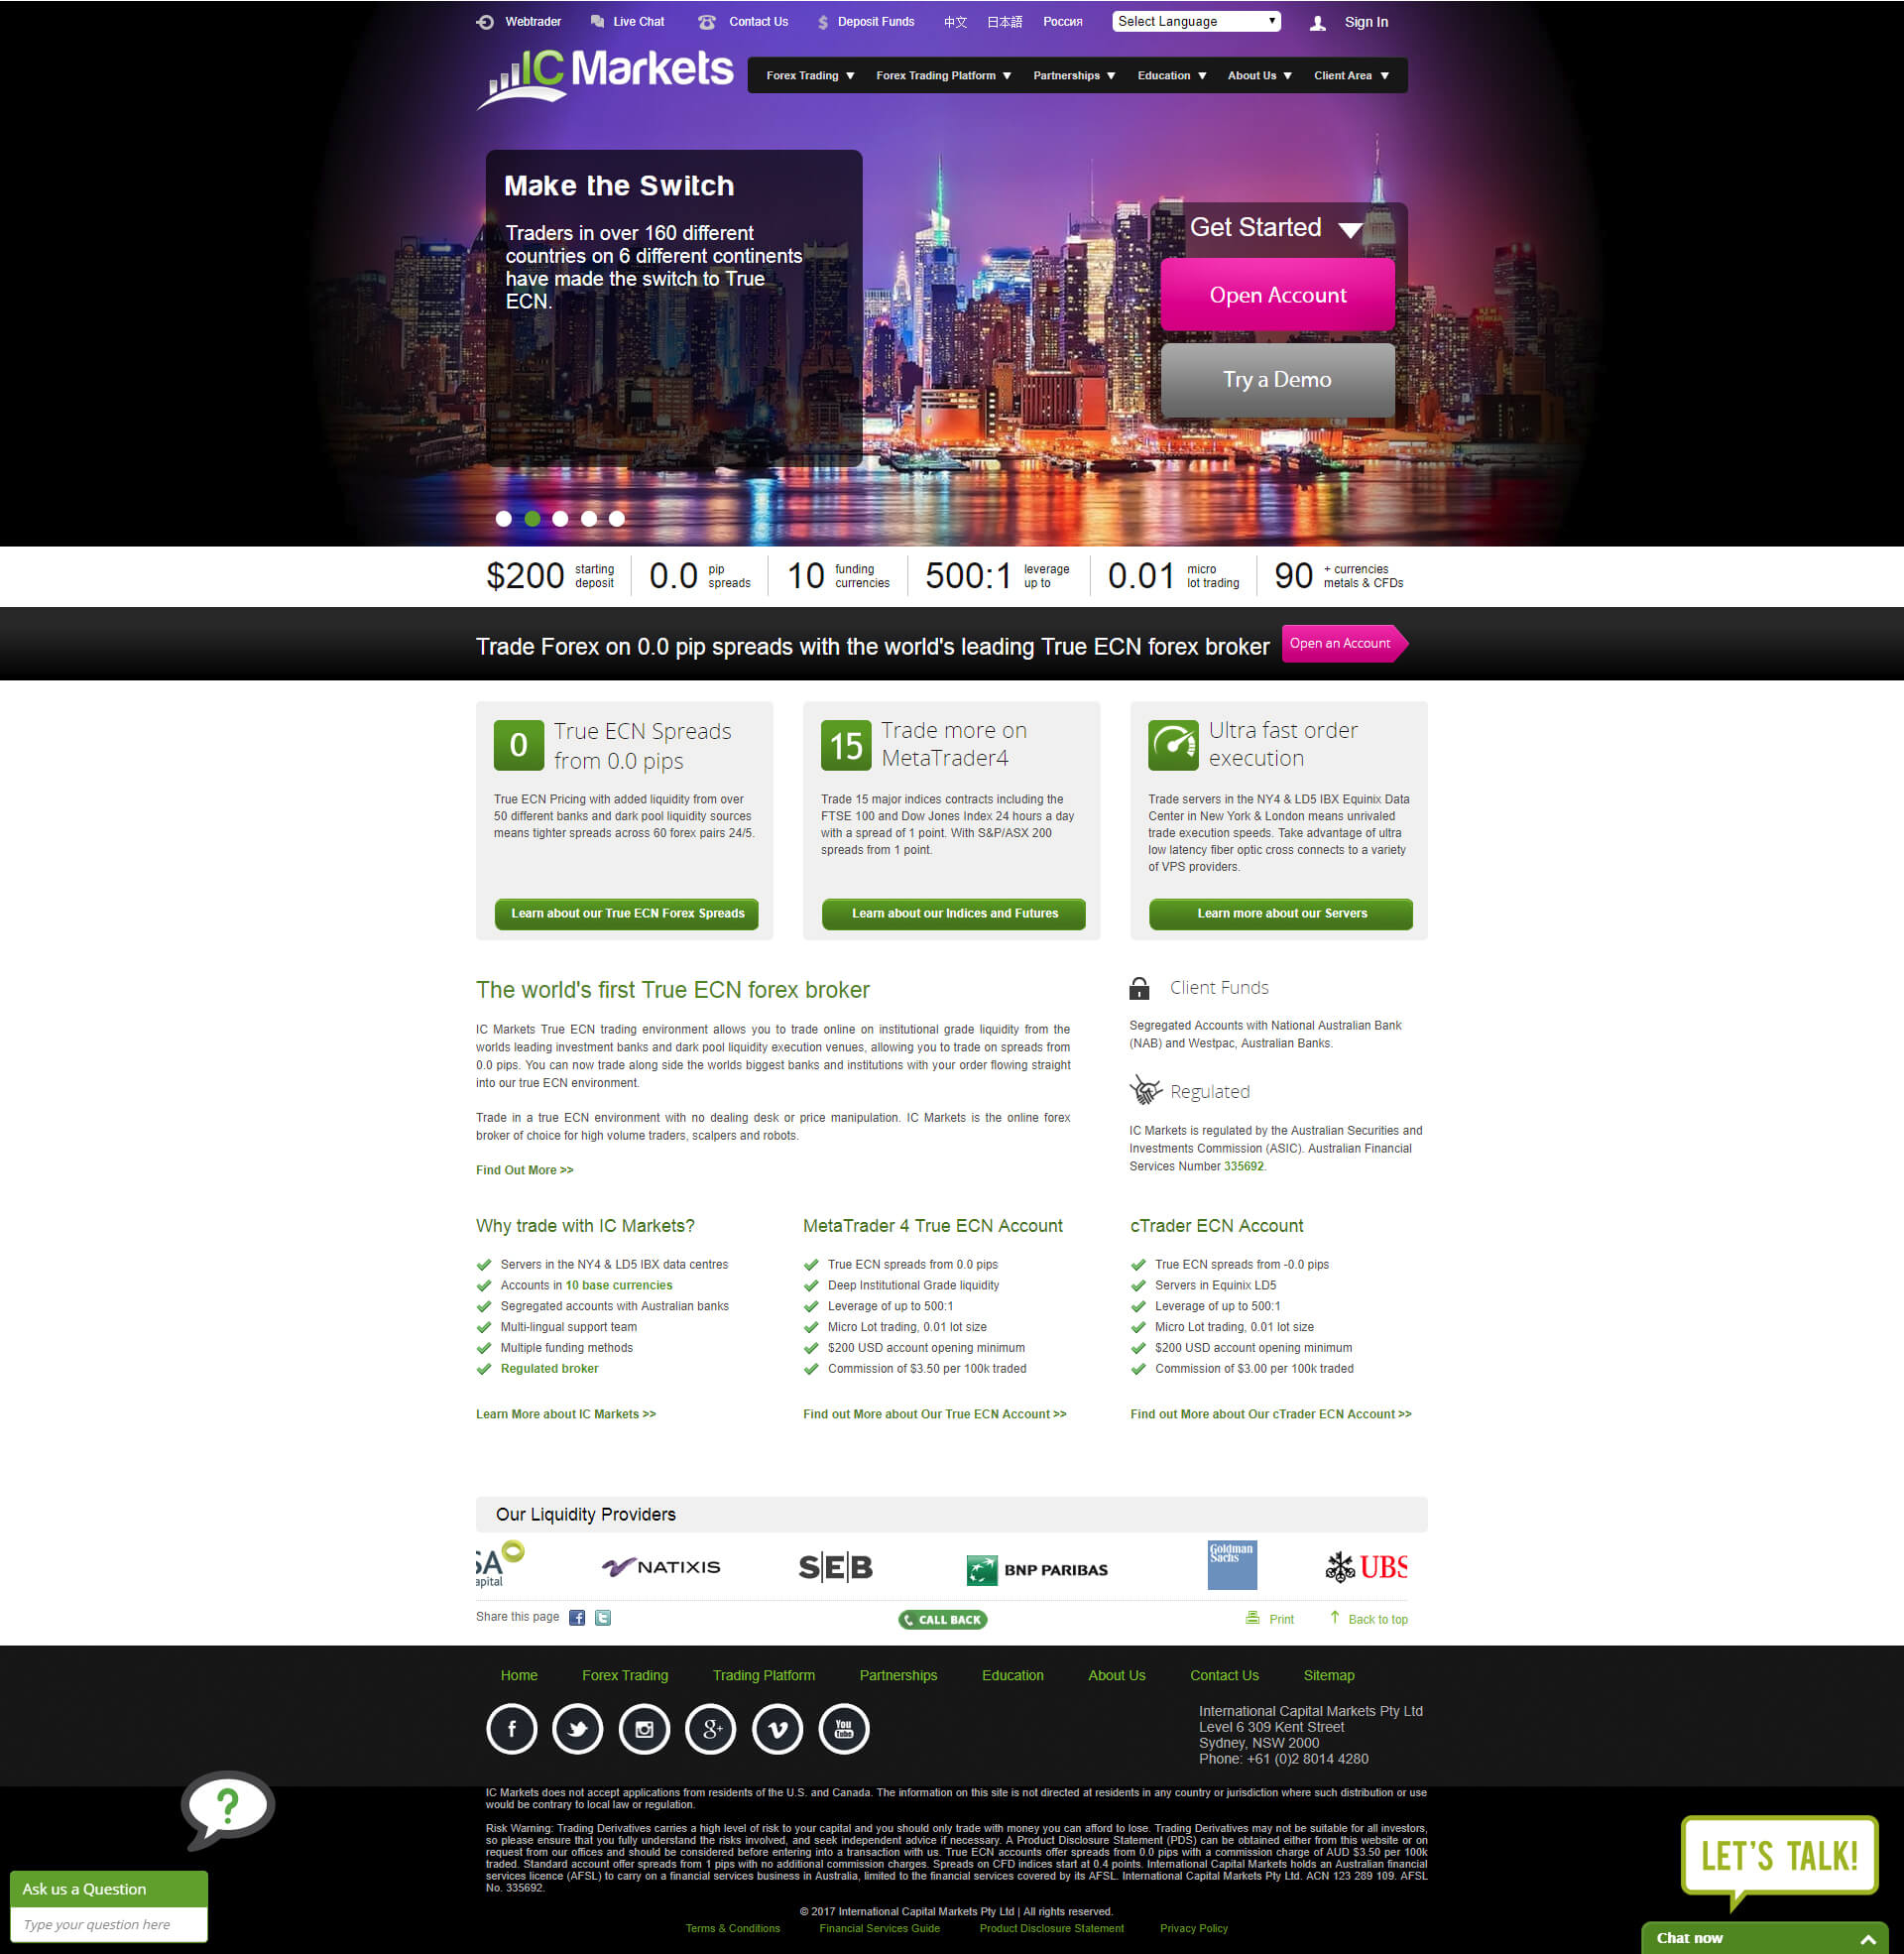 Webtrader Live Chat Contact Us Deposit Funds 中文 日本語 Россия Select Language Sign In
IC Markets
Forex Trading Forex Trading Platform Partnerships Education About Us Client Area
Make the Switch
Traders in over 160 different
countries on 6 different continents
have made the switch to True
ECN.
Get Started
Open Account
Try a Demo
$200 starting deposit 0.0 pip spreads 10 funding currencies 500:1 leverage up to 0.01 micro lot trading 90 + currencies metals & CFDs
Trade Forex on 0.0 pip spreads with the world's leading True ECN forex broker Open an Account
0 True ECN Spreads
from 0.0 pips
True ECN Pricing with added liquidity from over
50 different banks and dark pool liquidity sources
means tighter spreads across 60 forex pairs 24/5.
Learn about our True ECN Forex Spreads
15 Trade more on
MetaTrader4
Trade 15 major indices contracts including the
FTSE 100 and Dow Jones Index 24 hours a day
with a spread of 1 point. With S&P/ASX 200
spreads from 1 point.
Learn about our Indices and Futures
Ultra fast order
execution
Trade servers in the NY4 & LD5 IBX Equinix Data
Center in New York & London means unrivaled
trade execution speeds. Take advantage of ultra
low latency fiber optic cross connects to a variety
of VPS providers.
Learn more about our Servers
The world's first True ECN forex broker
IC Markets True ECN trading environment allows you to trade online on institutional grade liquidity from the
worlds leading investment banks and dark pool liquidity execution venues, allowing you to trade on spreads from
0.0 pips. You can now trade along side the worlds biggest banks and institutions with your order flowing straight
into our true ECN environment.
Trade in a true ECN environment with no dealing desk or price manipulation. IC Markets is the online forex
broker of choice for high volume traders, scalpers and robots.
Find Out More >>
Client Funds
Segregated Accounts with National Australian Bank
(NAB) and Westpac, Australian Banks.
Regulated
IC Markets is regulated by the Australian Securities and
Investments Commission (ASIC). Australian Financial
Services Number 335692.
Why trade with IC Markets?
Servers in the NY4 & LD5 IBX data centres
Accounts in 10 base currencies
Segregated accounts with Australian banks
Multi-lingual support team
Multiple funding methods
Regulated broker
Learn More about IC Markets >>
MetaTrader 4 True ECN Account
True ECN spreads from 0.0 pips
Deep Institutional Grade liquidity
Leverage of up to 500:1
Micro Lot trading, 0.01 lot size
$200 USD account opening minimum
Commission of $3.50 per 100k traded
Find out More about Our True ECN Account >>
cTrader ECN Account
True ECN spreads from -0.0 pips
Servers in Equinix LD5
Leverage of up to 500:1
Micro Lot trading, 0.01 lot size
$200 USD account opening minimum
Commission of $3.00 per 100k traded
Find out More about Our cTrader ECN Account >>
Our Liquidity Providers
SA
apital
NATIXIS
S|E|B
BNP PARIBAS
Goldman
Sachs
UBS
Share this page CALL BACK Print Back to top
Home Forex Trading Trading Platform Partnerships Education About Us Contact Us Sitemap
You
Tube
International Capital Markets Pty Ltd
Level 6 309 Kent Street
Sydney, NSW 2000
Phone: +61 (0)2 8014 4280
IC Markets does not accept applications from residents of the U.S. and Canada. The information on this site is not directed at residents in any country or jurisdiction where such distribution or use
would be contrary to local law or regulation.
Risk Warning: Trading Derivatives carries a high level of risk to your capital and you should only trade with money you can afford to lose. Trading Derivatives may not be suitable for all investors,
so please ensure that you fully understand the risks involved, and seek independent advice if necessary. A Product Disclosure Statement (PDS) can be obtained either from this website or on
request from our offices and should be considered before entering into a transaction with us. True ECN accounts offer spreads from 0.0 pips with a commission charge of AUD $3.50 per 100k
traded. Standard account offer spreads from 1 pips with no additional commission charges. Spreads on CFD indices start at 0.4 points. International Capital Markets holds an Australian financial
services licence (AFSL) to carry on a financial services business in Australia, limited to the financial services covered by its AFSL. International Capital Markets Pty Ltd. ACN 123 289 109. AFSL
No. 335692.
© 2017 International Capital Markets Pty Ltd | All rights reserved.
Terms & Conditions Financial Services Guide Product Disclosure Statement Privacy Policy
?
Ask us a Question
Type your question here
LET'S TALK!
Chat now